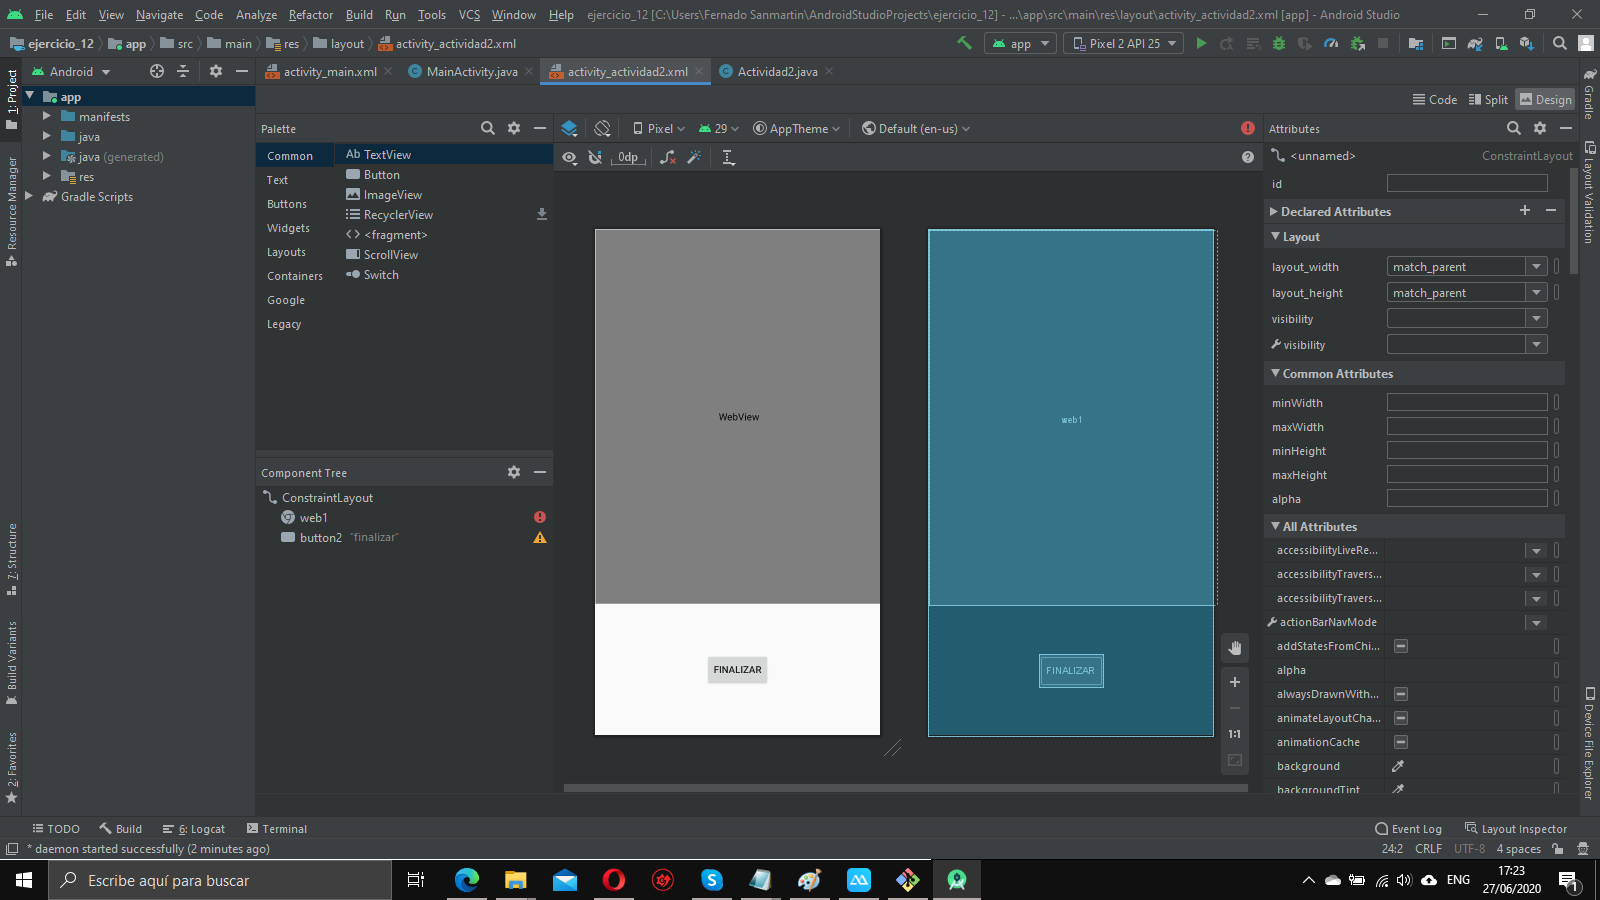 File Edit View Navigate Code Analyze Refactor Build Run Tools VCS Window Help ejercicio_12 [C:\Users\Fernado Sanmartin\AndroidStudioProjects\ejercicio_12] - ...\app\src\main\res\layout\activity_actividad2.xml [app] - Android Studio
ejercicio_12 app src main res layout activity_actividad2.xml app Pixel 2 API 25
Android activity_main.xml MainActivity.java activity_actividad2.xml Actividad2.java
1: Project
Resource Manager
7: Structure
Build Variants
2: Favorites
app
manifests
java
java (generated)
res
Gradle Scripts
Code Split Design
Palette
Common
Text
Buttons
Widgets
Layouts
Containers
Google
Legacy
Ab TextView
Button
ImageView
RecyclerView
<fragment>
ScrollView
Switch
Component Tree
ConstraintLayout
web1
button2 "finalizar"
Pixel 29 AppTheme Default (en-us)
0dp
WebView
FINALIZAR
web1
FINALIZAR
1:1
Attributes
<unnamed> ConstraintLayout
id
Declared Attributes
Layout
layout_width match_parent
layout_height match_parent
visibility
visibility
Common Attributes
minWidth
maxWidth
minHeight
maxHeight
alpha
All Attributes
accessibilityLiveRe...
accessibilityTravers...
accessibilityTravers...
actionBarNavMode
addStatesFromChi...
alpha
alwaysDrawnWith...
animateLayoutCha...
animationCache
background
backgroundTint
Gradle
Layout Validation
Device File Explorer
TODO Build 6: Logcat Terminal Event Log Layout Inspector
* daemon started successfully (2 minutes ago) 24:2 CRLF UTF-8 4 spaces
Escribe aquí para buscar
ENG
17:23
27/06/2020
1